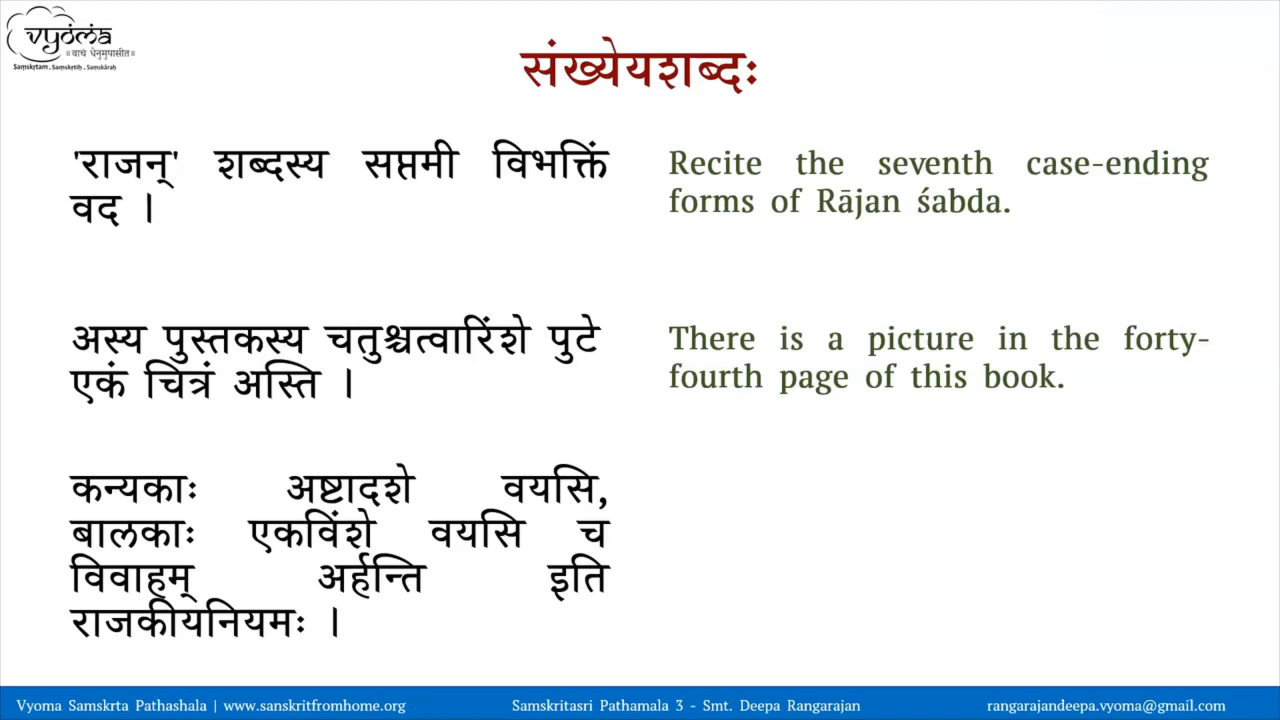 vyoma
॥ वाचं धेनुमुपासीत ॥
Saṃskṛtam . Saṃskṛtiḥ . Saṃskāraḥ
संख्येयशब्दः
'राजन्' शब्दस्य सप्तमी विभक्तिं
वद ।
Recite the seventh case-ending
forms of Rājan śabda.
अस्य पुस्तकस्य चतुश्चत्वारिंशे पुटे
एकं चित्रं अस्ति ।
There is a picture in the forty-
fourth page of this book.
कन्यकाः अष्टादशे वयसि,
बालकाः एकविंशे वयसि च
विवाहम् अर्हन्ति इति
राजकीयनियमः ।
Vyoma Samskrta Pathashala | www.sanskritfromhome.org
Samskritasri Pathamala 3 - Smt. Deepa Rangarajan
rangarajandeepa.vyoma@gmail.com